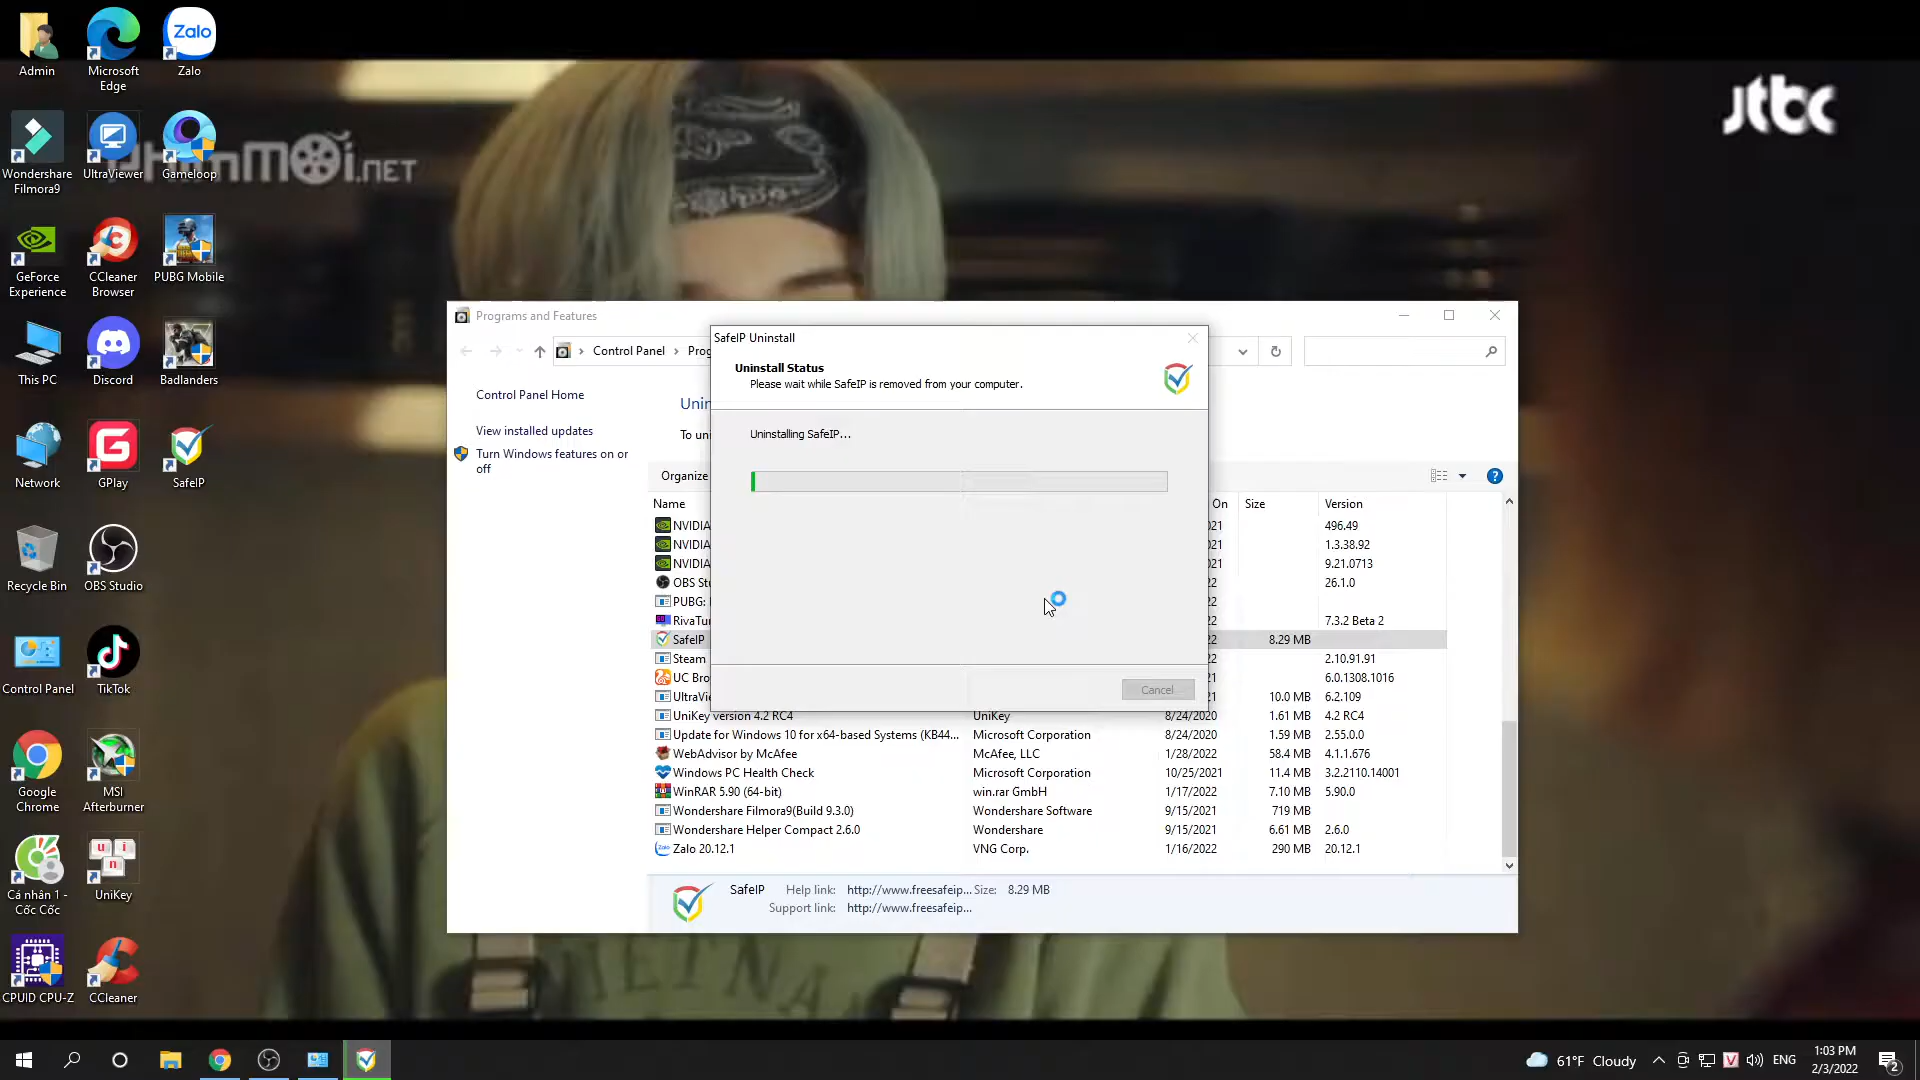 Admin
Microsoft
Edge
Zalo
Zalo
jtbc
PHIMMỒI.NET
Wondershare
Filmora9
UltraViewer
Gameloop
GeForce
Experience
CCleaner
Browser
PUBG Mobile
This PC
Discord
Badlanders
Network
GPlay
SafeIP
Recycle Bin
OBS Studio
Control Panel
TikTok
Google
Chrome
MSI
Afterburner
Cá nhân 1 -
Cốc Cốc
UniKey
CPUID CPU-Z
CCleaner
Programs and Features
Control Panel
Control Panel Home
View installed updates
Turn Windows features on or
off
Organize
Name
On
Size
Version
NVIDIA
21
496.49
NVIDIA
21
1.3.38.92
NVIDIA
21
9.21.0713
22
26.1.0
PUBG:
22
22
7.3.2 Beta 2
SafeIP
22
8.29 MB
Steam
22
2.10.91.91
21
6.0.1308.1016
10.0 MB
6.2.109
UniKey version 4.2 RC4
UniKey
8/24/2020
1.61 MB
4.2 RC4
Update for Windows 10 for x64-based Systems (KB44...
Microsoft Corporation
8/24/2020
1.59 MB
2.55.0.0
WebAdvisor by McAfee
McAfee, LLC
1/28/2022
58.4 MB
4.1.1.676
Windows PC Health Check
Microsoft Corporation
10/25/2021
11.4 MB
3.2.2110.14001
WinRAR 5.90 (64-bit)
win.rar GmbH
1/17/2022
7.10 MB
5.90.0
Wondershare Filmora9(Build 9.3.0)
Wondershare Software
9/15/2021
719 MB
Wondershare Helper Compact 2.6.0
Wondershare
9/15/2021
6.61 MB
2.6.0
Zalo 20.12.1
VNG Corp.
1/16/2022
290 MB
20.12.1
SafeIP
Help link: http://www.freesafeip...
Size: 8.29 MB
Support link: http://www.freesafeip...
SafeIP Uninstall
Uninstall Status
Please wait while SafeIP is removed from your computer.
Uninstalling SafeIP...
Cancel
61°F Cloudy
ENG
1:03 PM
2/3/2022
2